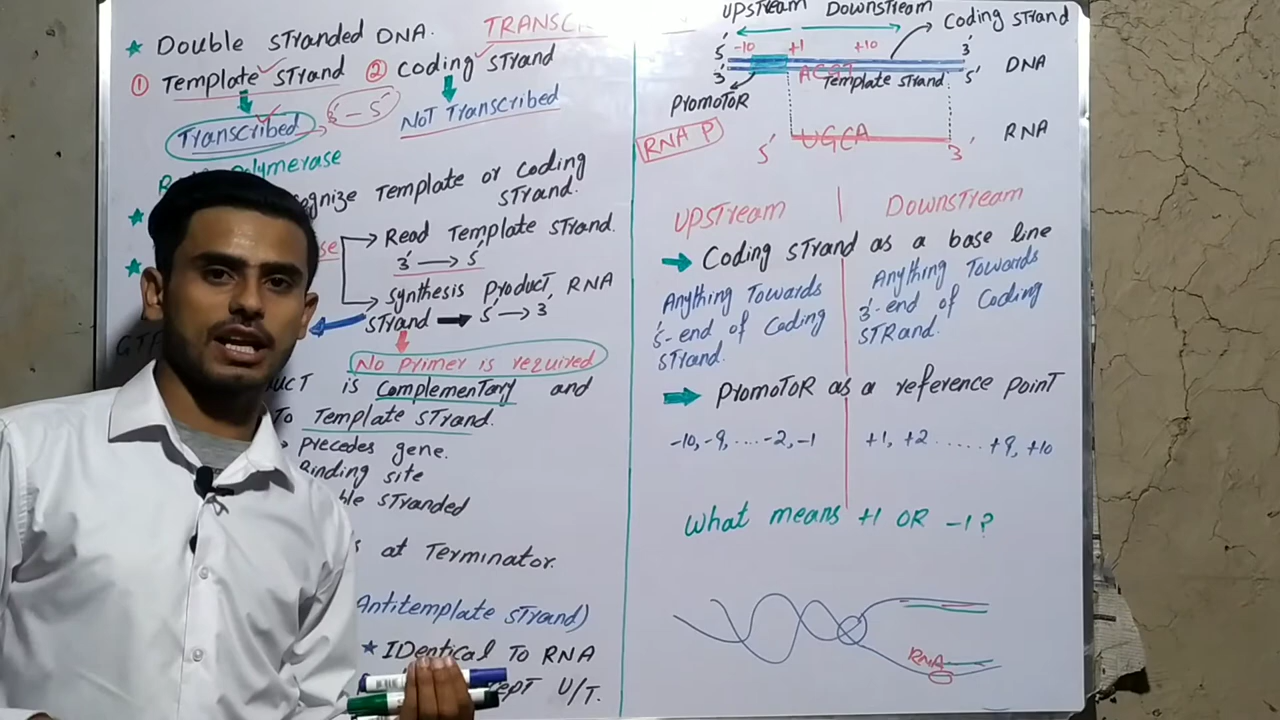 TRANSC
★ Double stranded DNA.
① Template strand ② Coding strand
Transcribed 3' – 5' NOT Transcribed
Polymerase
Template or Coding strand.
Read Template strand.
3' → 5'
Synthesis Product, RNA
strand → 5' → 3'
No primer is required
is Complementary and
To Template strand.
precedes gene.
Binding site
stranded
at Terminator.
Antitemplate strand)
★ IDentical To RNA
U/T.
Upstream Downstream
Coding strand
5' -10 +1 +10 3'
DNA
3' Template strand 5'
Promotor
RNA P
5' UGCA 3' RNA
Upstream | Downstream
→ Coding strand as a base line
Anything Towards 5'-end of Coding strand.
Anything Towards 3'-end of Coding STRand.
→ Promotor as a reference point
-10, -9, .... -2, -1
+1, +2 ..... +9, +10
What means +1 OR -1?
RNA